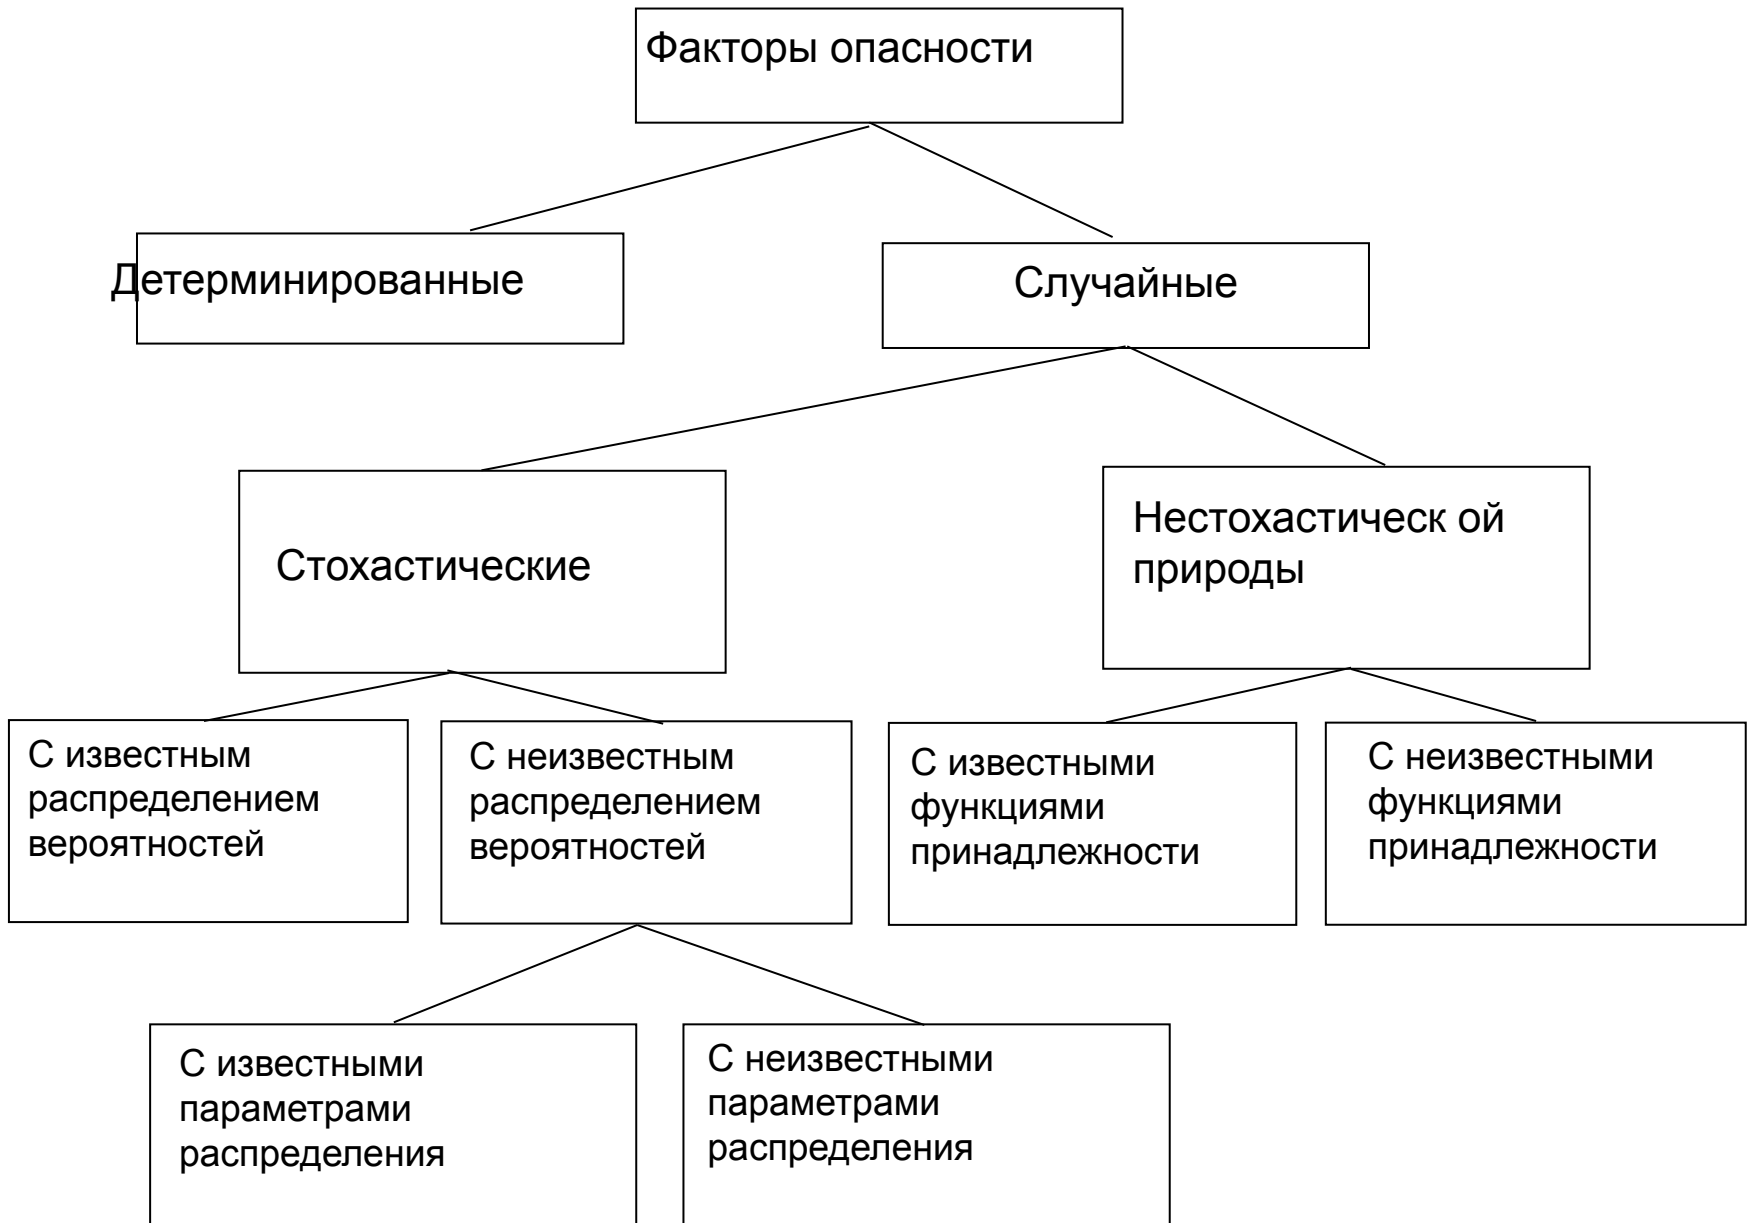 Факторы опасности
Детерминированные
Случайные
Стохастические
Нестохастическ ой
природы
С известным
распределением
вероятностей
С неизвестным
распределением
вероятностей
С известными
функциями
принадлежности
С неизвестными
функциями
принадлежности
С известными
параметрами
распределения
С неизвестными
параметрами
распределения